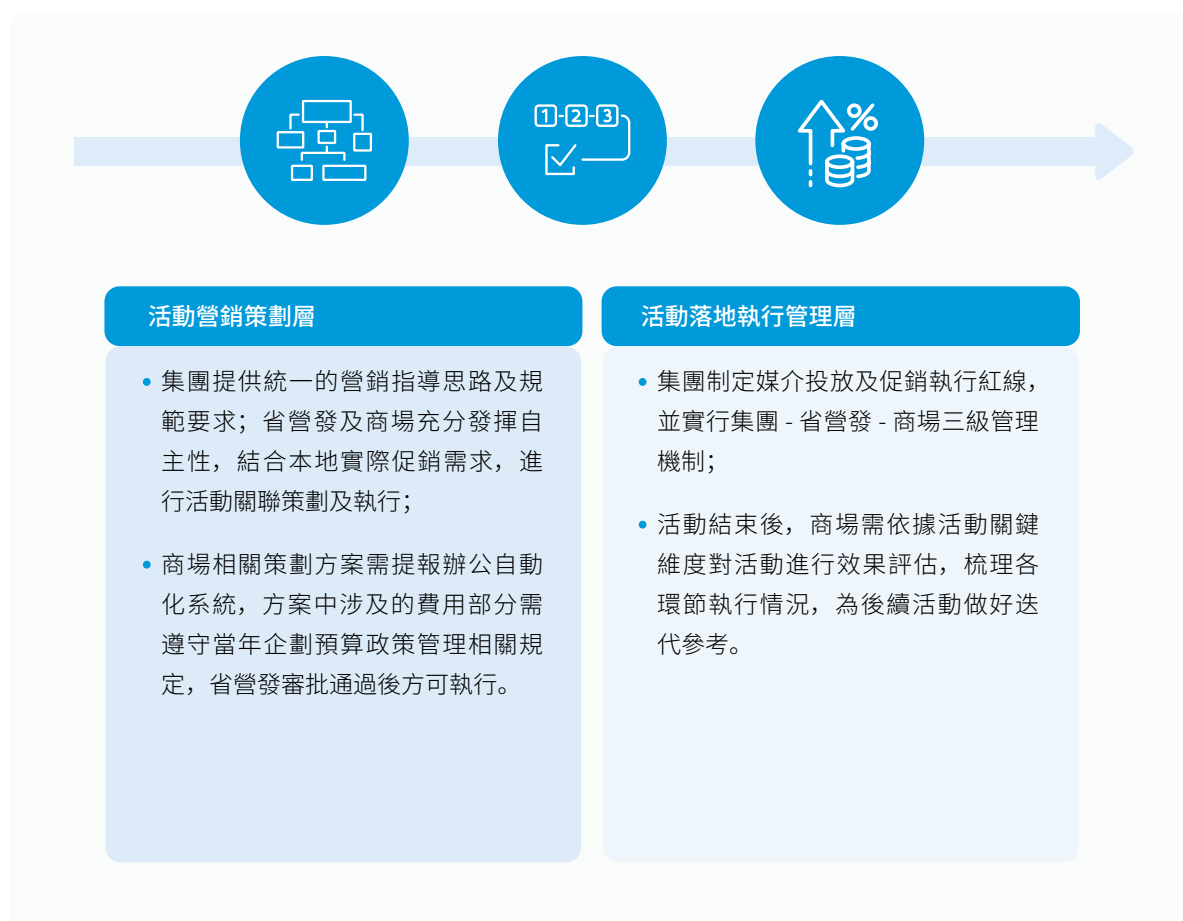 1-2-3
%
活動營銷策劃層
• 集團提供統一的營銷指導思路及規
範要求；省營發及商場充分發揮自
主性，結合本地實際促銷需求，進
行活動關聯策劃及執行；
• 商場相關策劃方案需提報辦公自動
化系統，方案中涉及的費用部分需
遵守當年企劃預算政策管理相關規
定，省營發審批通過後方可執行。
活動落地執行管理層
• 集團制定媒介投放及促銷執行紅線，
並實行集團 - 省營發 - 商場三級管理
機制；
• 活動結束後，商場需依據活動關鍵
維度對活動進行效果評估，梳理各
環節執行情況，為後續活動做好迭
代參考。